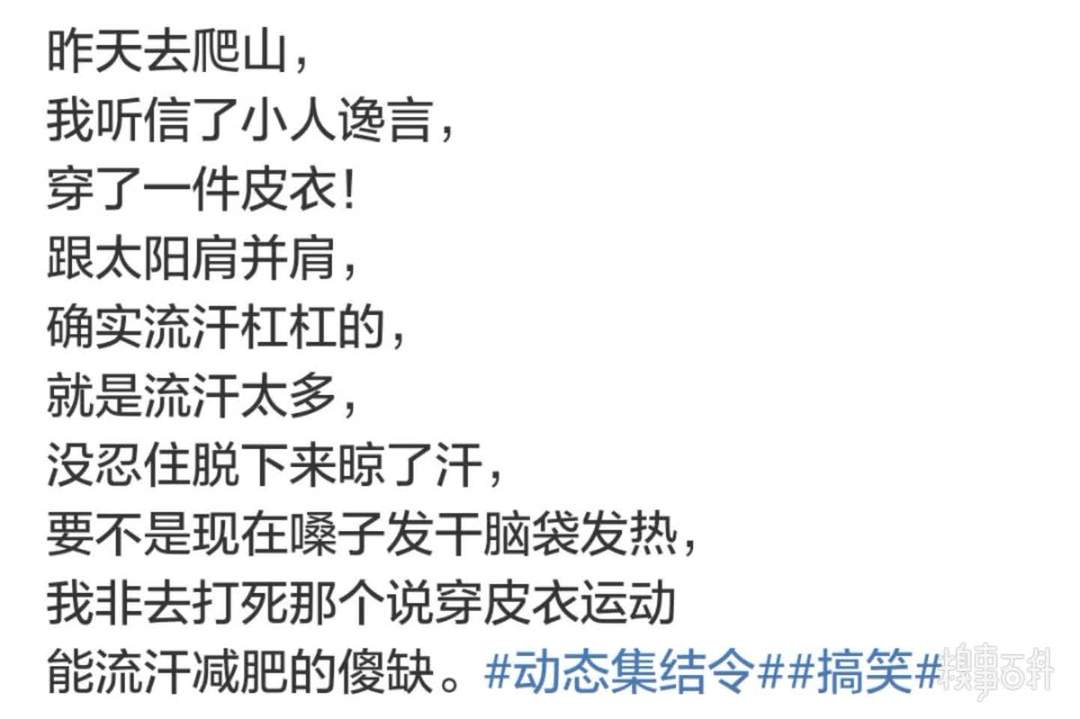 昨天去爬山，
我听信了小人谗言，
穿了一件皮衣！
跟太阳肩并肩，
确实流汗杠杠的，
就是流汗太多，
没忍住脱下来晾了汗，
要不是现在嗓子发干脑袋发热，
我非去打死那个说穿皮衣运动
能流汗减肥的傻缺。#动态集结令##搞笑#
糗事百科